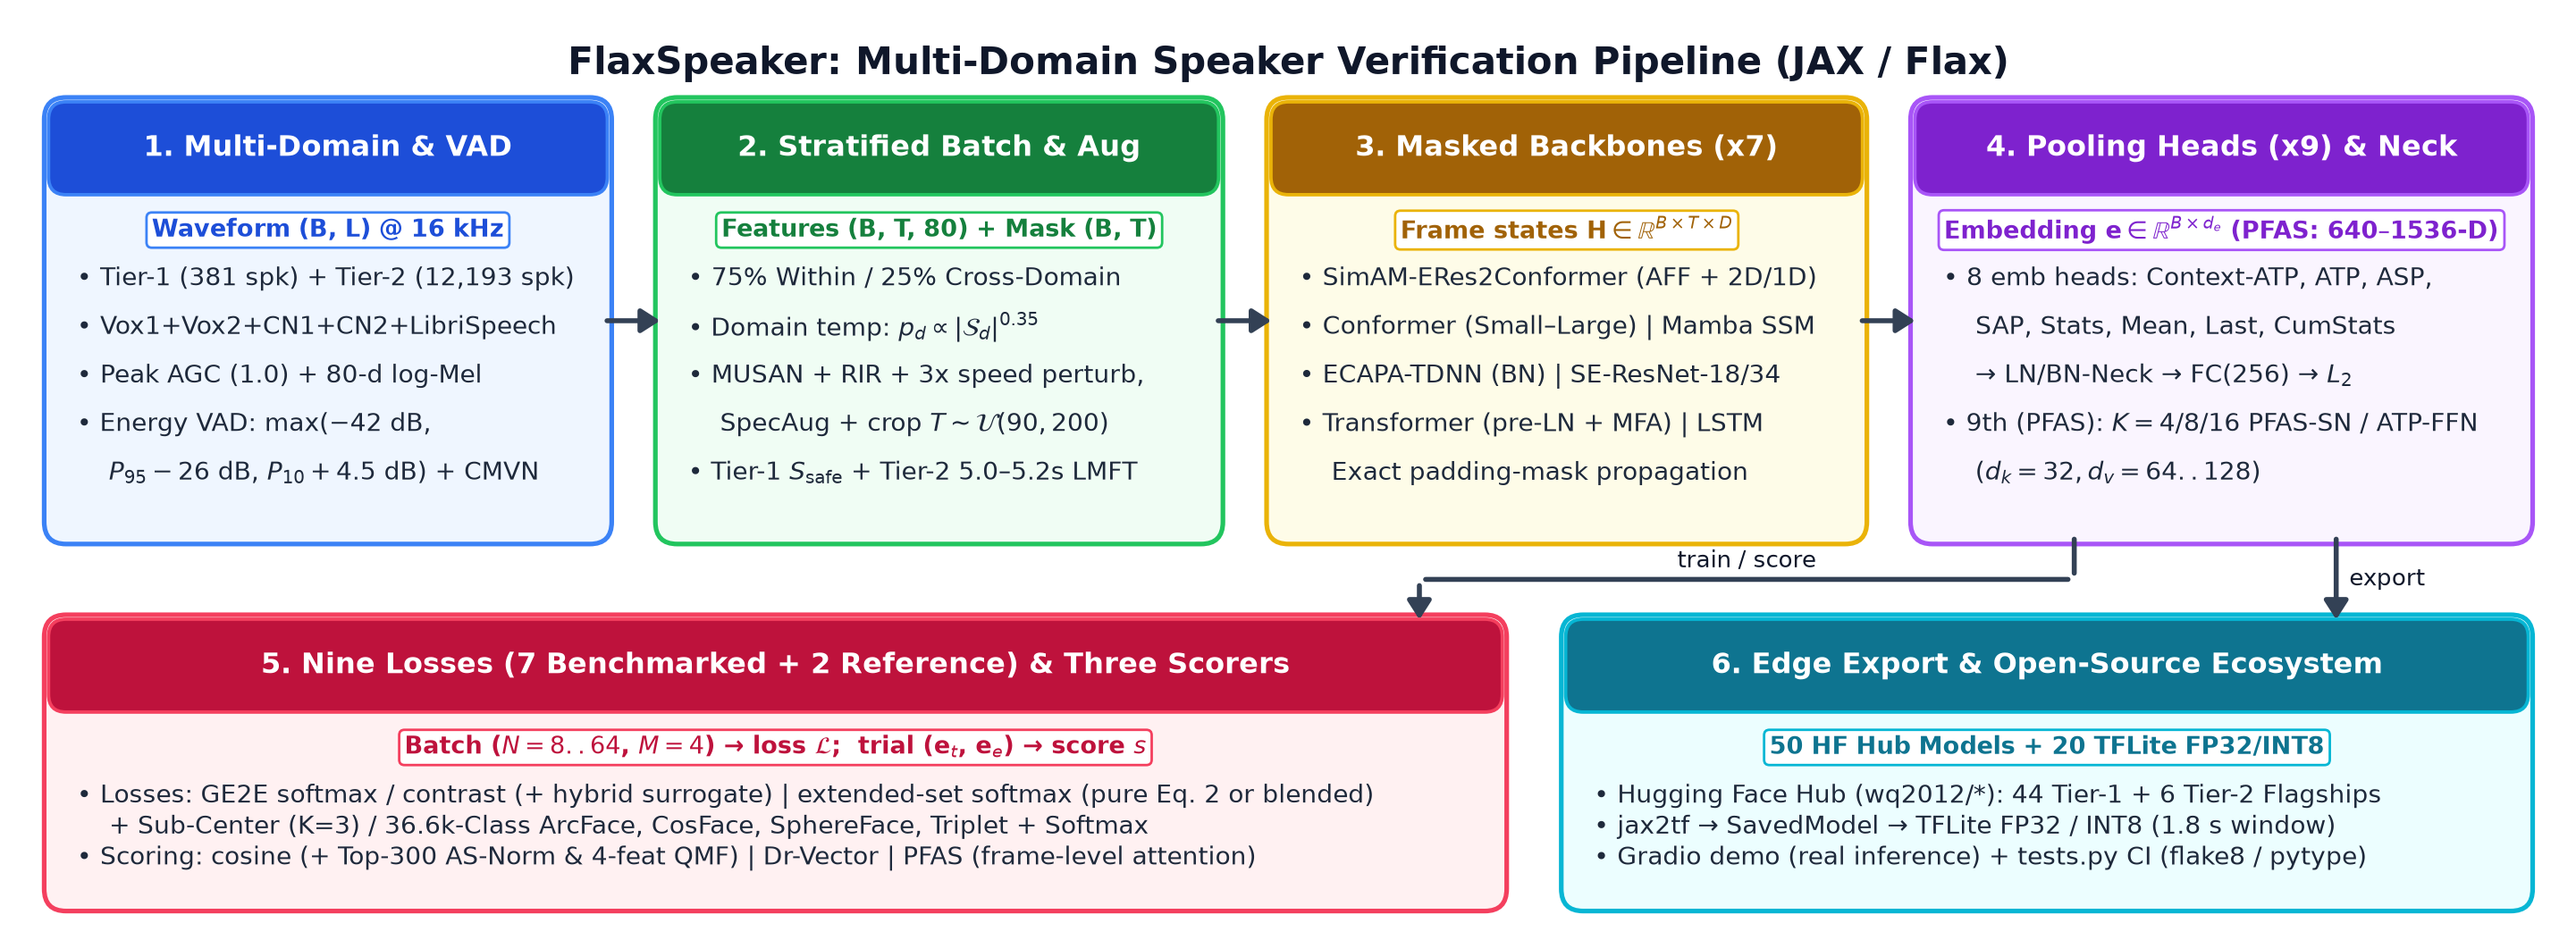 FlaxSpeaker: Multi-Domain Speaker Verification Pipeline (JAX / Flax)
1. Multi-Domain & VAD
Waveform (B, L) @ 16 kHz
• Tier-1 (381 spk) + Tier-2 (12,193 spk)
• Vox1+Vox2+CN1+CN2+LibriSpeech
• Peak AGC (1.0) + 80-d log-Mel
• Energy VAD: max(−42 dB,
P₉₅ − 26 dB, P₁₀ + 4.5 dB) + CMVN
2. Stratified Batch & Aug
Features (B, T, 80) + Mask (B, T)
• 75% Within / 25% Cross-Domain
• Domain temp: p_d ∝ |𝒮_d|^0.35
• MUSAN + RIR + 3x speed perturb,
SpecAug + crop T ∼ 𝒰(90, 200)
• Tier-1 S_safe + Tier-2 5.0–5.2s LMFT
3. Masked Backbones (x7)
Frame states H ∈ ℝ^{B × T × D}
• SimAM-ERes2Conformer (AFF + 2D/1D)
• Conformer (Small–Large) | Mamba SSM
• ECAPA-TDNN (BN) | SE-ResNet-18/34
• Transformer (pre-LN + MFA) | LSTM
Exact padding-mask propagation
4. Pooling Heads (x9) & Neck
Embedding e ∈ ℝ^{B × d_e} (PFAS: 640–1536-D)
• 8 emb heads: Context-ATP, ATP, ASP,
SAP, Stats, Mean, Last, CumStats
→ LN/BN-Neck → FC(256) → L₂
• 9th (PFAS): K = 4/8/16 PFAS-SN / ATP-FFN
(d_k = 32, d_v = 64..128)
train / score
export
5. Nine Losses (7 Benchmarked + 2 Reference) & Three Scorers
Batch (N = 8..64, M = 4) → loss ℒ; trial (e_t, e_e) → score s
• Losses: GE2E softmax / contrast (+ hybrid surrogate) | extended-set softmax (pure Eq. 2 or blended)
+ Sub-Center (K=3) / 36.6k-Class ArcFace, CosFace, SphereFace, Triplet + Softmax
• Scoring: cosine (+ Top-300 AS-Norm & 4-feat QMF) | Dr-Vector | PFAS (frame-level attention)
6. Edge Export & Open-Source Ecosystem
50 HF Hub Models + 20 TFLite FP32/INT8
• Hugging Face Hub (wq2012/*): 44 Tier-1 + 6 Tier-2 Flagships
• jax2tf → SavedModel → TFLite FP32 / INT8 (1.8 s window)
• Gradio demo (real inference) + tests.py CI (flake8 / pytype)